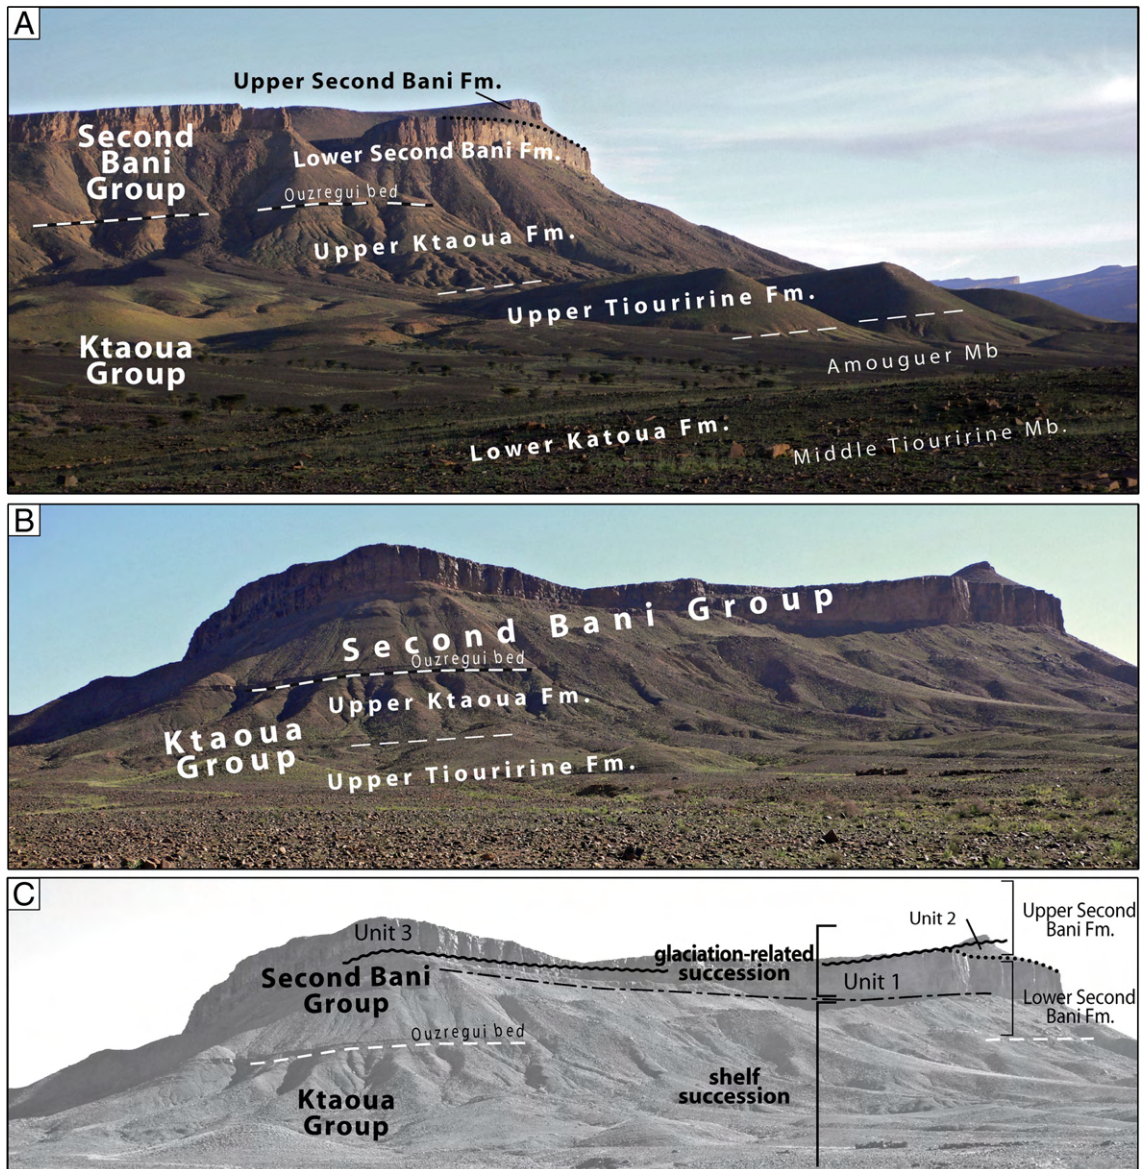 A
Upper Second Bani Fm.
Second
Bani
Group
Lower Second Bani Fm.
Ouzregui bed
Upper Ktaoua Fm.
Upper Tiouririne Fm.
Ktaoua
Group
Amouguer Mb
Lower Katoua Fm.
Middle Tiouririne Mb.
B
Second Bani Group
Ouzregui bed
Upper Ktaoua Fm.
Ktaoua
Group
Upper Tiouririne Fm.
C
Unit 3
Unit 2
Upper Second
Bani Fm.
glaciation-related
succession
Second Bani
Group
Unit 1
Lower Second
Bani Fm.
Ouzregui bed
shelf
succession
Ktaoua
Group